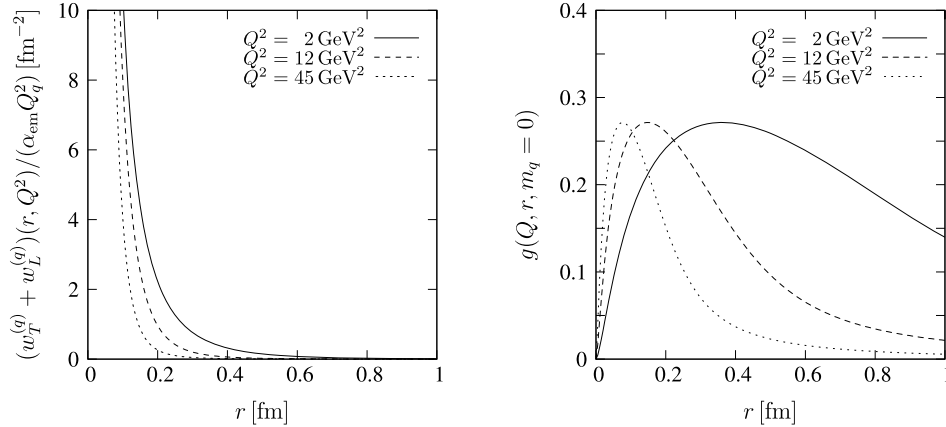 (w_T^{(q)} + w_L^{(q)})(r, Q^2)/(α_em Q_q^2) [fm^{-2}]
10
8
6
4
2
0
Q^2 = 2 GeV^2
Q^2 = 12 GeV^2
Q^2 = 45 GeV^2
0 0.2 0.4 0.6 0.8 1
r [fm]
g(Q, r, m_q = 0)
0.4
0.3
0.2
0.1
0
Q^2 = 2 GeV^2
Q^2 = 12 GeV^2
Q^2 = 45 GeV^2
0 0.2 0.4 0.6 0.8 1
r [fm]